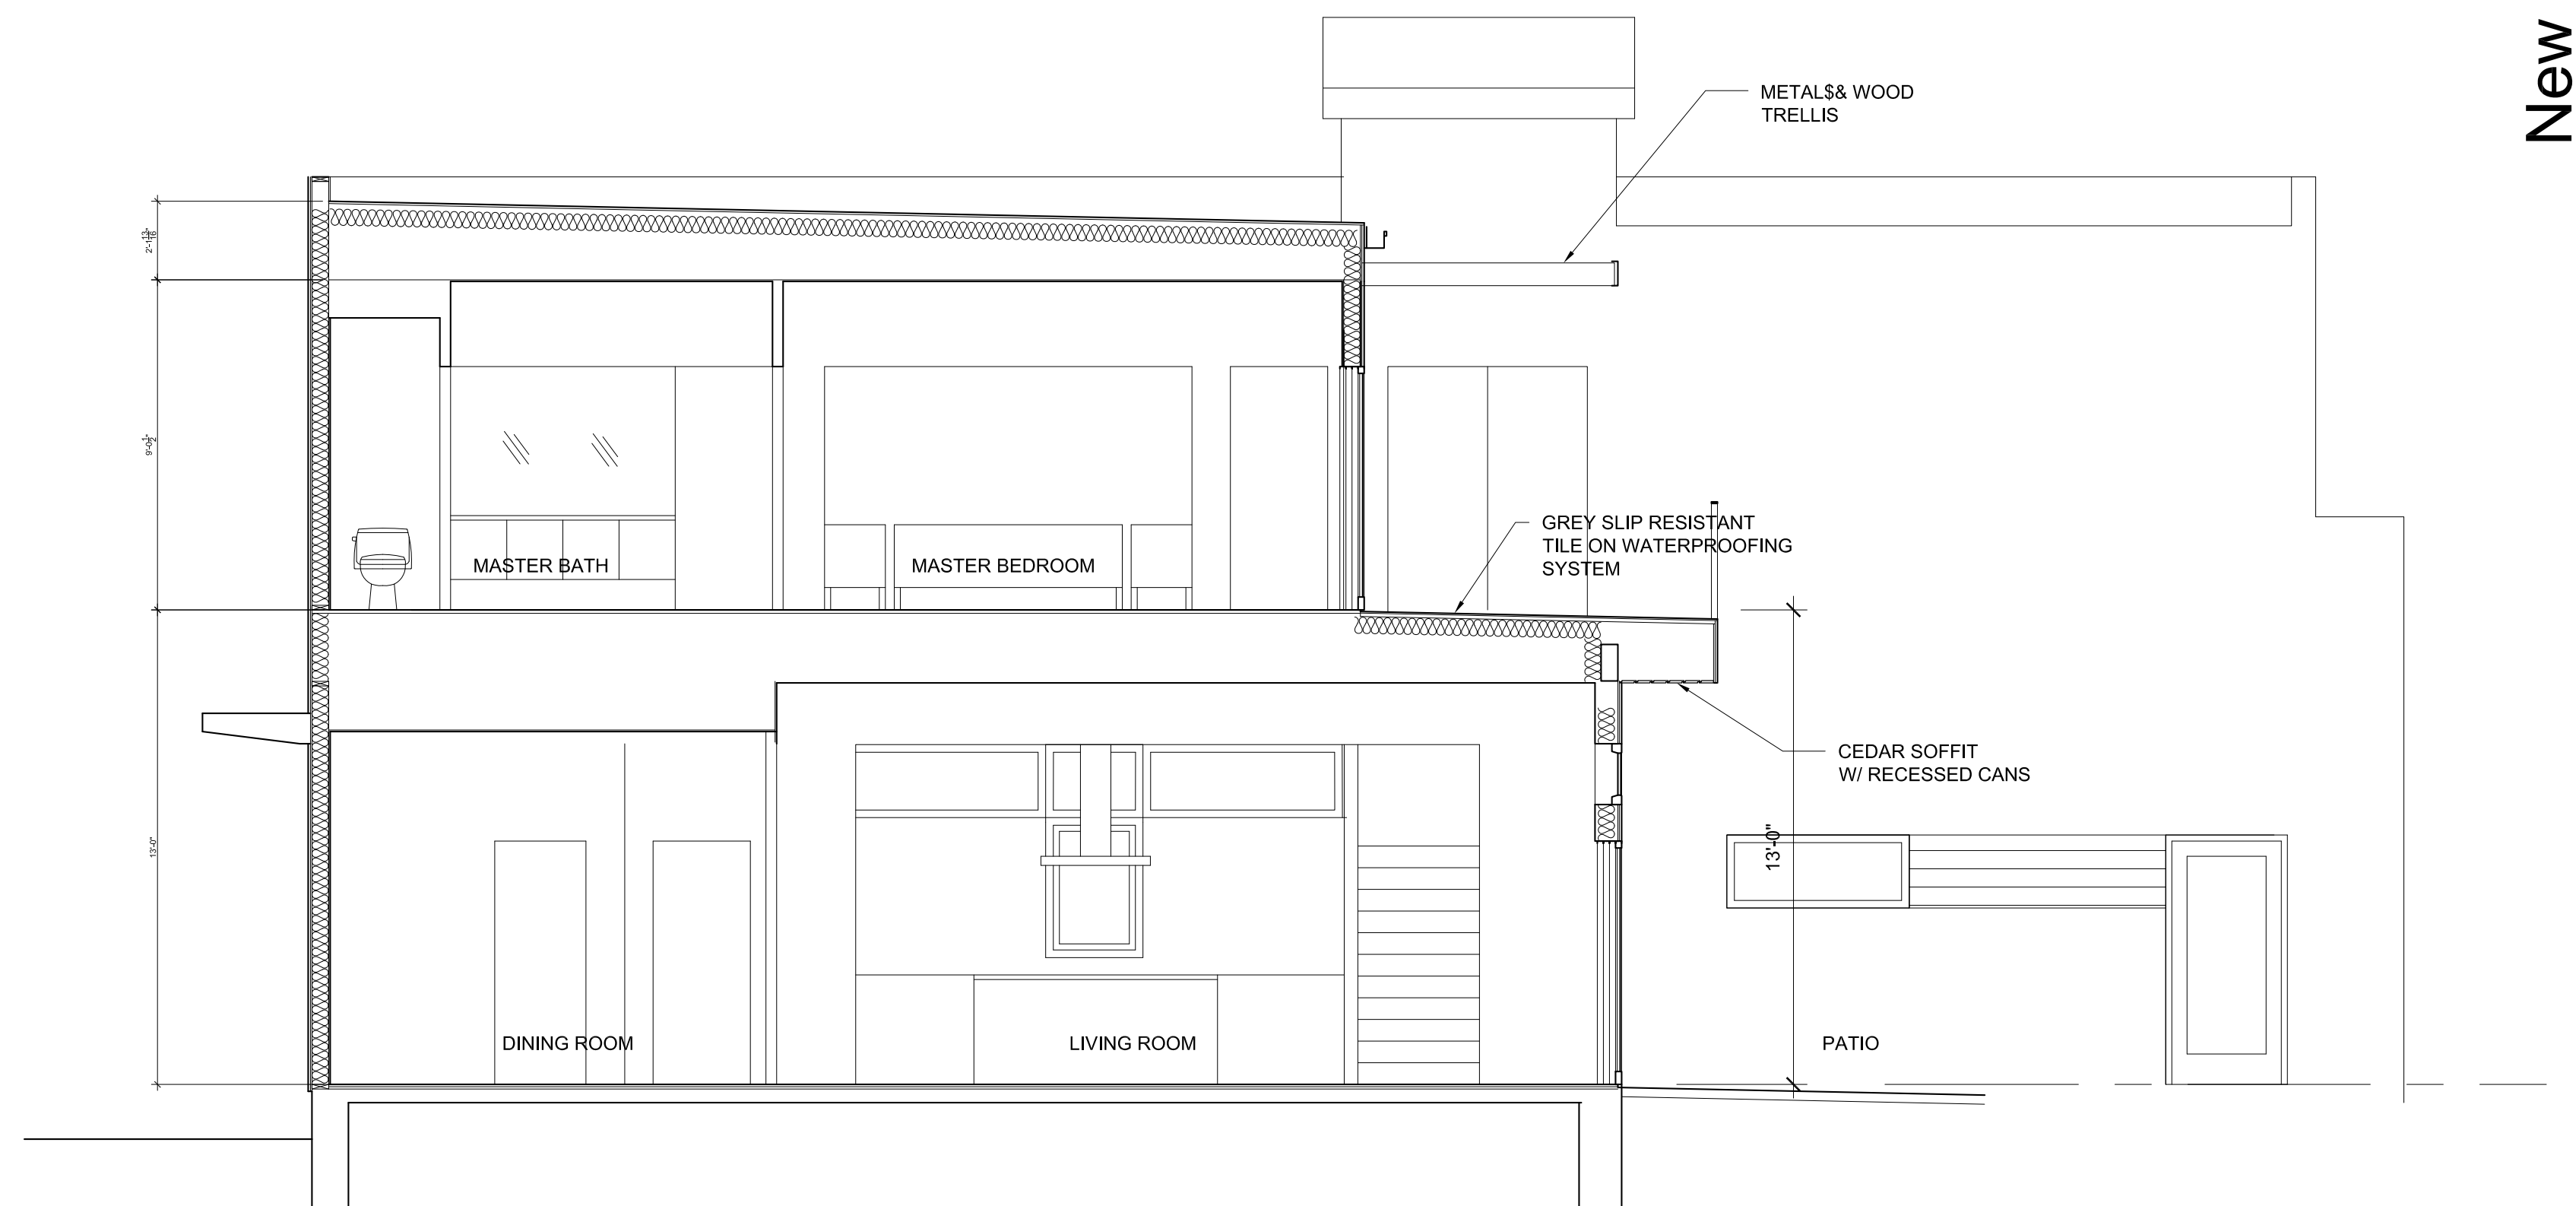 New
METAL$& WOOD
TRELLIS
2'-1 13/16"
9'-0 1/2"
GREY SLIP RESISTANT
TILE ON WATERPROOFING
SYSTEM
MASTER BATH
MASTER BEDROOM
CEDAR SOFFIT
W/ RECESSED CANS
13'-0"
13'-0"
DINING ROOM
LIVING ROOM
PATIO